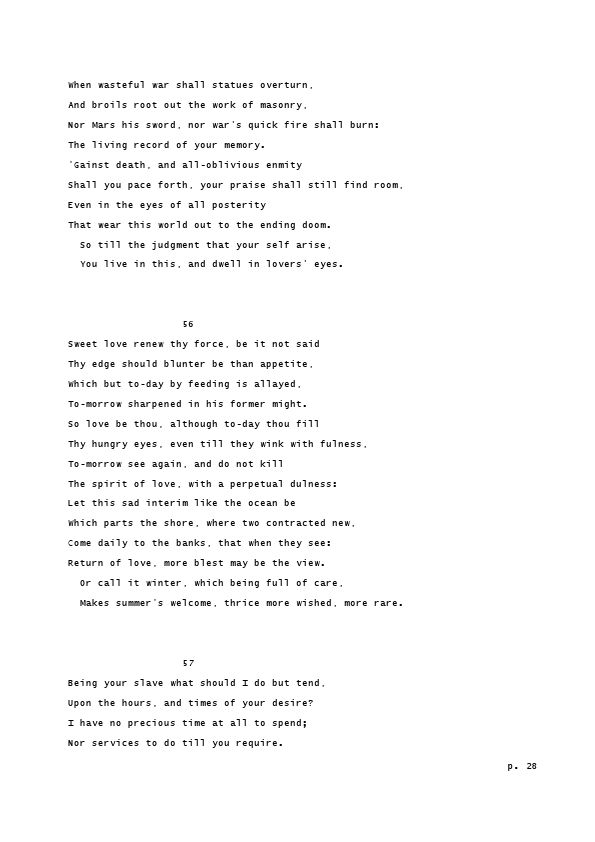 When wasteful war shall statues overturn,
And broils root out the work of masonry,
Nor Mars his sword, nor war's quick fire shall burn:
The living record of your memory.
'Gainst death, and all-oblivious enmity
Shall you pace forth, your praise shall still find room,
Even in the eyes of all posterity
That wear this world out to the ending doom.
So till the judgment that your self arise,
You live in this, and dwell in lovers' eyes.
56
Sweet love renew thy force, be it not said
Thy edge should blunter be than appetite,
Which but to-day by feeding is allayed,
To-morrow sharpened in his former might.
So love be thou, although to-day thou fill
Thy hungry eyes, even till they wink with fulness,
To-morrow see again, and do not kill
The spirit of love, with a perpetual dulness:
Let this sad interim like the ocean be
Which parts the shore, where two contracted new,
Come daily to the banks, that when they see:
Return of love, more blest may be the view.
Or call it winter, which being full of care,
Makes summer's welcome, thrice more wished, more rare.
57
Being your slave what should I do but tend,
Upon the hours, and times of your desire?
I have no precious time at all to spend;
Nor services to do till you require.
p. 28